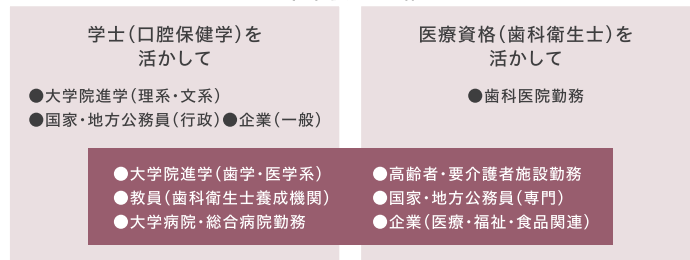 学士（口腔保健学）を
活かして
●大学院進学（理系・文系）
●国家・地方公務員（行政）●企業（一般）
医療資格（歯科衛生士）を
活かして
●歯科医院勤務
●大学院進学（歯学・医学系）
●教員（歯科衛生士養成機関）
●大学病院・総合病院勤務
●高齢者・要介護者施設勤務
●国家・地方公務員（専門）
●企業（医療・福祉・食品関連）